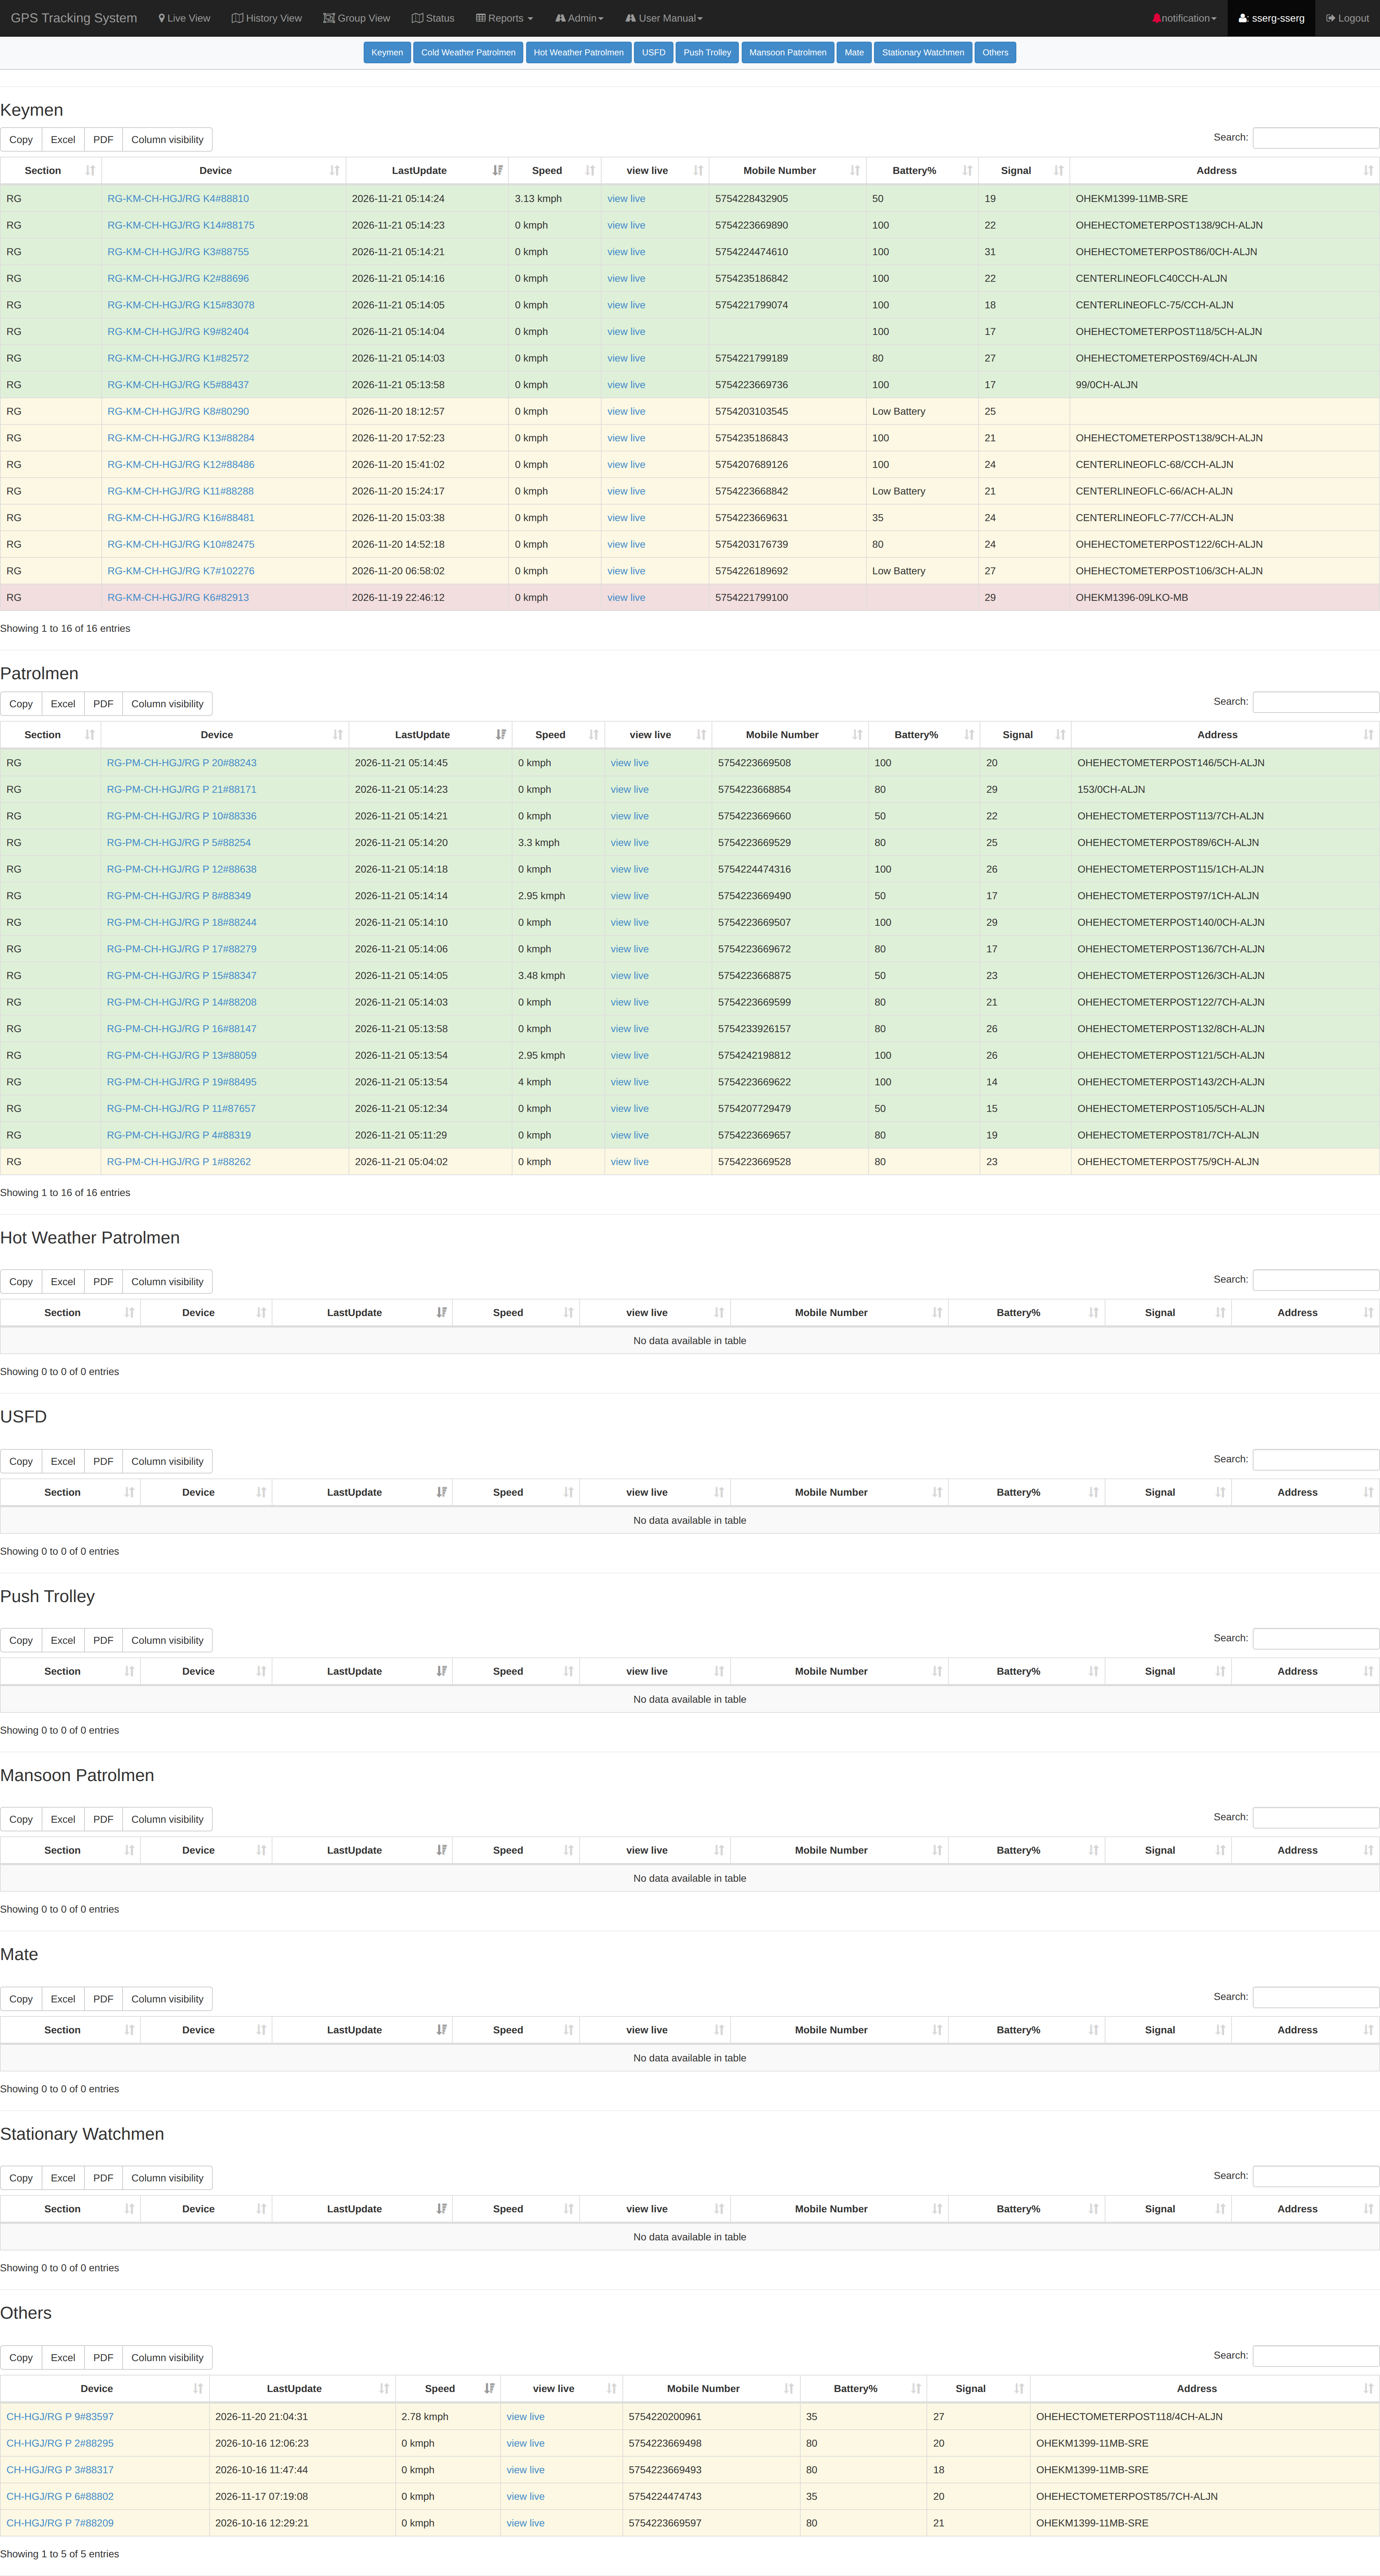 GPS Tracking System Live View History View Group View Status Reports Admin User Manual notification : sserg-sserg Logout
Keymen Cold Weather Patrolmen Hot Weather Patrolmen USFD Push Trolley Mansoon Patrolmen Mate Stationary Watchmen Others
Keymen
Copy Excel PDF Column visibility Search:
Section Device LastUpdate Speed view live Mobile Number Battery% Signal Address
RG RG-KM-CH-HGJ/RG K4#88810 2026-11-21 05:14:24 3.13 kmph view live 5754228432905 50 19 OHEKM1399-11MB-SRE
RG RG-KM-CH-HGJ/RG K14#88175 2026-11-21 05:14:23 0 kmph view live 5754223669890 100 22 OHEHECTOMETERPOST138/9CH-ALJN
RG RG-KM-CH-HGJ/RG K3#88755 2026-11-21 05:14:21 0 kmph view live 5754224474610 100 31 OHEHECTOMETERPOST86/0CH-ALJN
RG RG-KM-CH-HGJ/RG K2#88696 2026-11-21 05:14:16 0 kmph view live 5754235186842 100 22 CENTERLINEOFLC40CCH-ALJN
RG RG-KM-CH-HGJ/RG K15#83078 2026-11-21 05:14:05 0 kmph view live 5754221799074 100 18 CENTERLINEOFLC-75/CCH-ALJN
RG RG-KM-CH-HGJ/RG K9#82404 2026-11-21 05:14:04 0 kmph view live 100 17 OHEHECTOMETERPOST118/5CH-ALJN
RG RG-KM-CH-HGJ/RG K1#82572 2026-11-21 05:14:03 0 kmph view live 5754221799189 80 27 OHEHECTOMETERPOST69/4CH-ALJN
RG RG-KM-CH-HGJ/RG K5#88437 2026-11-21 05:13:58 0 kmph view live 5754223669736 100 17 99/0CH-ALJN
RG RG-KM-CH-HGJ/RG K8#80290 2026-11-20 18:12:57 0 kmph view live 5754203103545 Low Battery 25
RG RG-KM-CH-HGJ/RG K13#88284 2026-11-20 17:52:23 0 kmph view live 5754235186843 100 21 OHEHECTOMETERPOST138/9CH-ALJN
RG RG-KM-CH-HGJ/RG K12#88486 2026-11-20 15:41:02 0 kmph view live 5754207689126 100 24 CENTERLINEOFLC-68/CCH-ALJN
RG RG-KM-CH-HGJ/RG K11#88288 2026-11-20 15:24:17 0 kmph view live 5754223668842 Low Battery 21 CENTERLINEOFLC-66/ACH-ALJN
RG RG-KM-CH-HGJ/RG K16#88481 2026-11-20 15:03:38 0 kmph view live 5754223669631 35 24 CENTERLINEOFLC-77/CCH-ALJN
RG RG-KM-CH-HGJ/RG K10#82475 2026-11-20 14:52:18 0 kmph view live 5754203176739 80 24 OHEHECTOMETERPOST122/6CH-ALJN
RG RG-KM-CH-HGJ/RG K7#102276 2026-11-20 06:58:02 0 kmph view live 5754226189692 Low Battery 27 OHEHECTOMETERPOST106/3CH-ALJN
RG RG-KM-CH-HGJ/RG K6#82913 2026-11-19 22:46:12 0 kmph view live 5754221799100 29 OHEKM1396-09LKO-MB
Showing 1 to 16 of 16 entries
Patrolmen
Copy Excel PDF Column visibility Search:
Section Device LastUpdate Speed view live Mobile Number Battery% Signal Address
RG RG-PM-CH-HGJ/RG P 20#88243 2026-11-21 05:14:45 0 kmph view live 5754223669508 100 20 OHEHECTOMETERPOST146/5CH-ALJN
RG RG-PM-CH-HGJ/RG P 21#88171 2026-11-21 05:14:23 0 kmph view live 5754223668854 80 29 153/0CH-ALJN
RG RG-PM-CH-HGJ/RG P 10#88336 2026-11-21 05:14:21 0 kmph view live 5754223669660 50 22 OHEHECTOMETERPOST113/7CH-ALJN
RG RG-PM-CH-HGJ/RG P 5#88254 2026-11-21 05:14:20 3.3 kmph view live 5754223669529 80 25 OHEHECTOMETERPOST89/6CH-ALJN
RG RG-PM-CH-HGJ/RG P 12#88638 2026-11-21 05:14:18 0 kmph view live 5754224474316 100 26 OHEHECTOMETERPOST115/1CH-ALJN
RG RG-PM-CH-HGJ/RG P 8#88349 2026-11-21 05:14:14 2.95 kmph view live 5754223669490 50 17 OHEHECTOMETERPOST97/1CH-ALJN
RG RG-PM-CH-HGJ/RG P 18#88244 2026-11-21 05:14:10 0 kmph view live 5754223669507 100 29 OHEHECTOMETERPOST140/0CH-ALJN
RG RG-PM-CH-HGJ/RG P 17#88279 2026-11-21 05:14:06 0 kmph view live 5754223669672 80 17 OHEHECTOMETERPOST136/7CH-ALJN
RG RG-PM-CH-HGJ/RG P 15#88347 2026-11-21 05:14:05 3.48 kmph view live 5754223668875 50 23 OHEHECTOMETERPOST126/3CH-ALJN
RG RG-PM-CH-HGJ/RG P 14#88208 2026-11-21 05:14:03 0 kmph view live 5754223669599 80 21 OHEHECTOMETERPOST122/7CH-ALJN
RG RG-PM-CH-HGJ/RG P 16#88147 2026-11-21 05:13:58 0 kmph view live 5754233926157 80 26 OHEHECTOMETERPOST132/8CH-ALJN
RG RG-PM-CH-HGJ/RG P 13#88059 2026-11-21 05:13:54 2.95 kmph view live 5754242198812 100 26 OHEHECTOMETERPOST121/5CH-ALJN
RG RG-PM-CH-HGJ/RG P 19#88495 2026-11-21 05:13:54 4 kmph view live 5754223669622 100 14 OHEHECTOMETERPOST143/2CH-ALJN
RG RG-PM-CH-HGJ/RG P 11#87657 2026-11-21 05:12:34 0 kmph view live 5754207729479 50 15 OHEHECTOMETERPOST105/5CH-ALJN
RG RG-PM-CH-HGJ/RG P 4#88319 2026-11-21 05:11:29 0 kmph view live 5754223669657 80 19 OHEHECTOMETERPOST81/7CH-ALJN
RG RG-PM-CH-HGJ/RG P 1#88262 2026-11-21 05:04:02 0 kmph view live 5754223669528 80 23 OHEHECTOMETERPOST75/9CH-ALJN
Showing 1 to 16 of 16 entries
Hot Weather Patrolmen
Copy Excel PDF Column visibility Search:
Section Device LastUpdate Speed view live Mobile Number Battery% Signal Address
No data available in table
Showing 0 to 0 of 0 entries
USFD
Copy Excel PDF Column visibility Search:
Section Device LastUpdate Speed view live Mobile Number Battery% Signal Address
No data available in table
Showing 0 to 0 of 0 entries
Push Trolley
Copy Excel PDF Column visibility Search:
Section Device LastUpdate Speed view live Mobile Number Battery% Signal Address
No data available in table
Showing 0 to 0 of 0 entries
Mansoon Patrolmen
Copy Excel PDF Column visibility Search:
Section Device LastUpdate Speed view live Mobile Number Battery% Signal Address
No data available in table
Showing 0 to 0 of 0 entries
Mate
Copy Excel PDF Column visibility Search:
Section Device LastUpdate Speed view live Mobile Number Battery% Signal Address
No data available in table
Showing 0 to 0 of 0 entries
Stationary Watchmen
Copy Excel PDF Column visibility Search:
Section Device LastUpdate Speed view live Mobile Number Battery% Signal Address
No data available in table
Showing 0 to 0 of 0 entries
Others
Copy Excel PDF Column visibility Search:
Device LastUpdate Speed view live Mobile Number Battery% Signal Address
CH-HGJ/RG P 9#83597 2026-11-20 21:04:31 2.78 kmph view live 5754220200961 35 27 OHEHECTOMETERPOST118/4CH-ALJN
CH-HGJ/RG P 2#88295 2026-10-16 12:06:23 0 kmph view live 5754223669498 80 20 OHEKM1399-11MB-SRE
CH-HGJ/RG P 3#88317 2026-10-16 11:47:44 0 kmph view live 5754223669493 80 18 OHEKM1399-11MB-SRE
CH-HGJ/RG P 6#88802 2026-11-17 07:19:08 0 kmph view live 5754224474743 35 20 OHEHECTOMETERPOST85/7CH-ALJN
CH-HGJ/RG P 7#88209 2026-10-16 12:29:21 0 kmph view live 5754223669597 80 21 OHEKM1399-11MB-SRE
Showing 1 to 5 of 5 entries